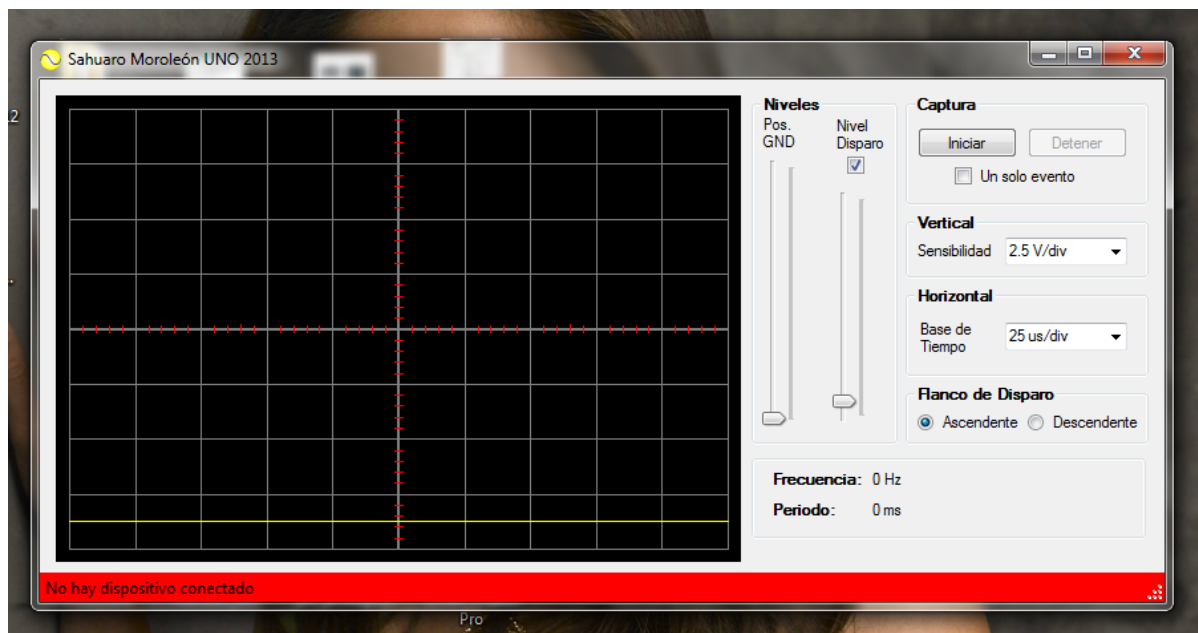 Sahuaro Moroleón UNO 2013
Niveles
Pos. GND
Nivel Disparo
Captura
Iniciar
Detener
Un solo evento
Vertical
Sensibilidad 2.5 V/div
Horizontal
Base de Tiempo 25 us/div
Flanco de Disparo
Ascendente Descendente
Frecuencia: 0 Hz
Periodo: 0 ms
No hay dispositivo conectado
Pro